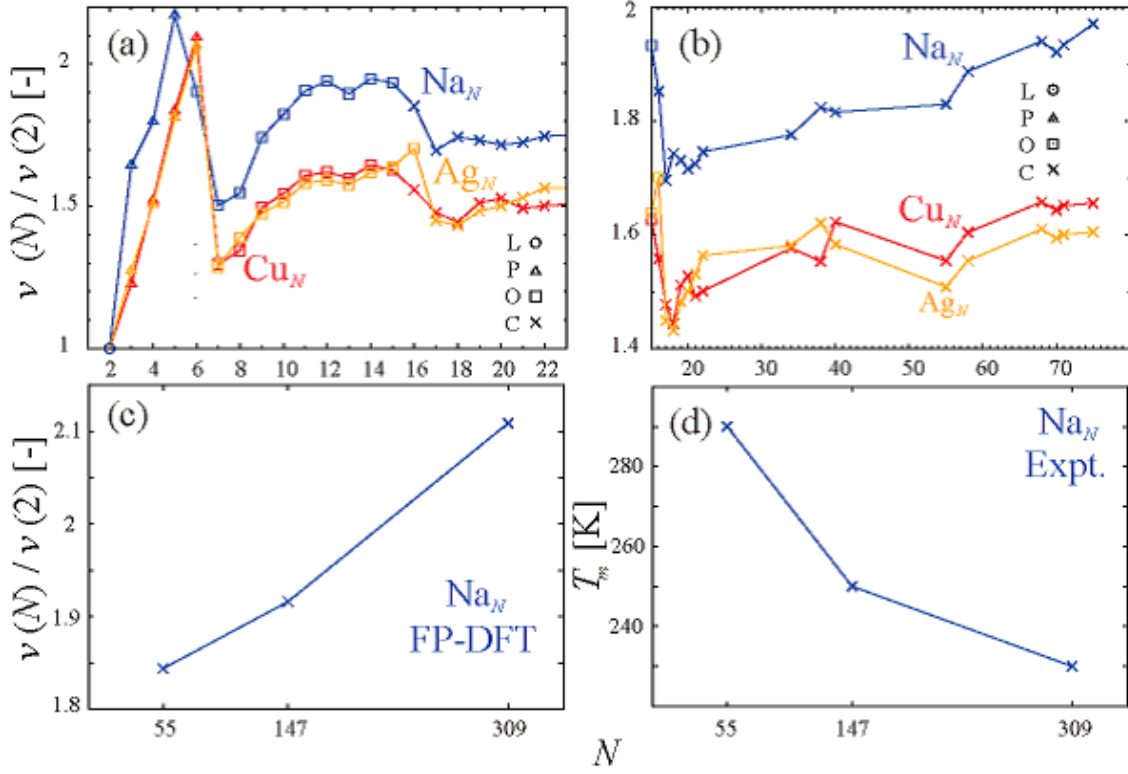 (a)
ν (N) / ν (2) [-]
2
1.5
1
Na_N
Ag_N
Cu_N
L
P
O
C
2 4 6 8 10 12 14 16 18 20 22
(b)
2
1.8
1.6
1.4
Na_N
Cu_N
Ag_N
L
P
O
C
20 30 40 50 60 70
(c)
ν (N) / ν (2) [-]
2.1
2
1.9
1.8
Na_N
FP-DFT
55 147 309
(d)
T_m [K]
280
260
240
Na_N
Expt.
55 147 309
N